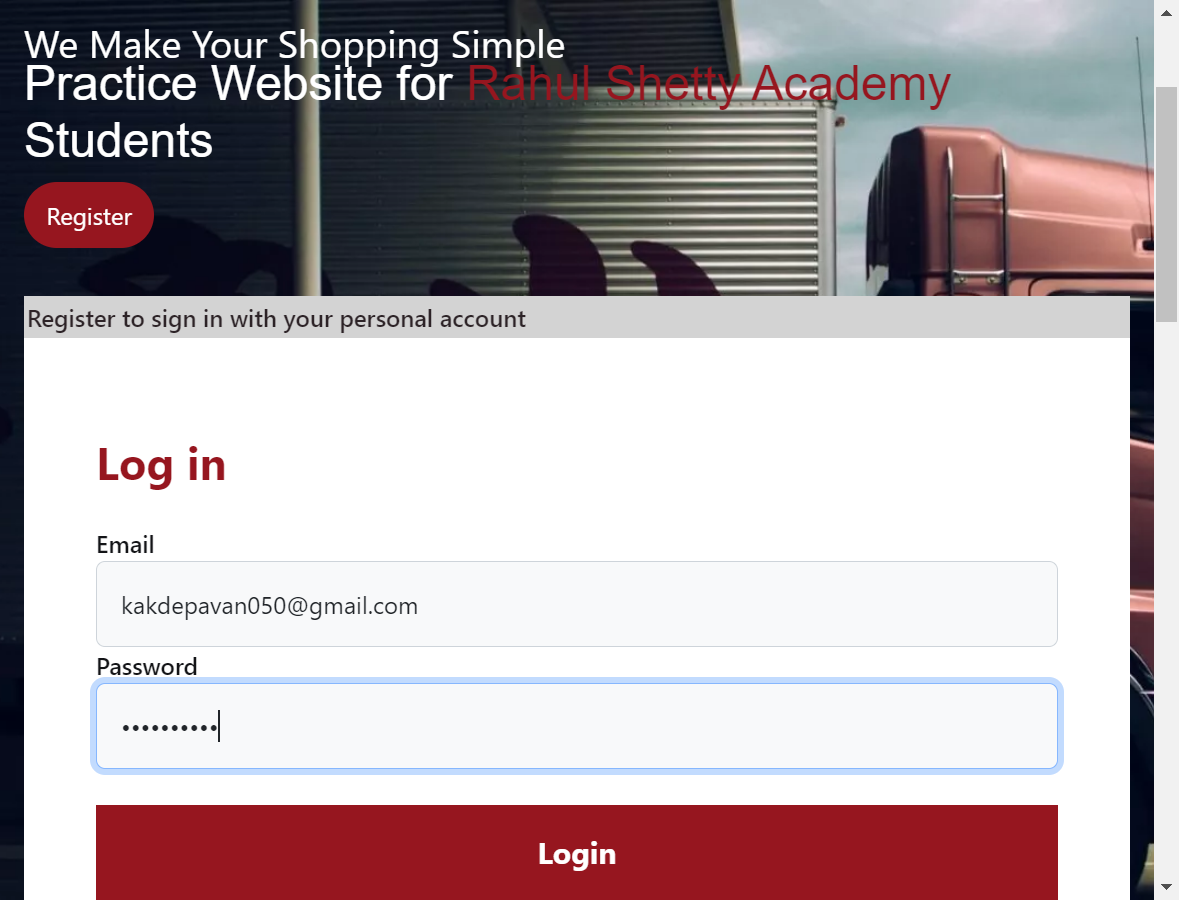 We Make Your Shopping Simple
Practice Website for Rahul Shetty Academy
Students
Register
Register to sign in with your personal account
Log in
Email
kakdepavan050@gmail.com
Password
••••••••••
Login